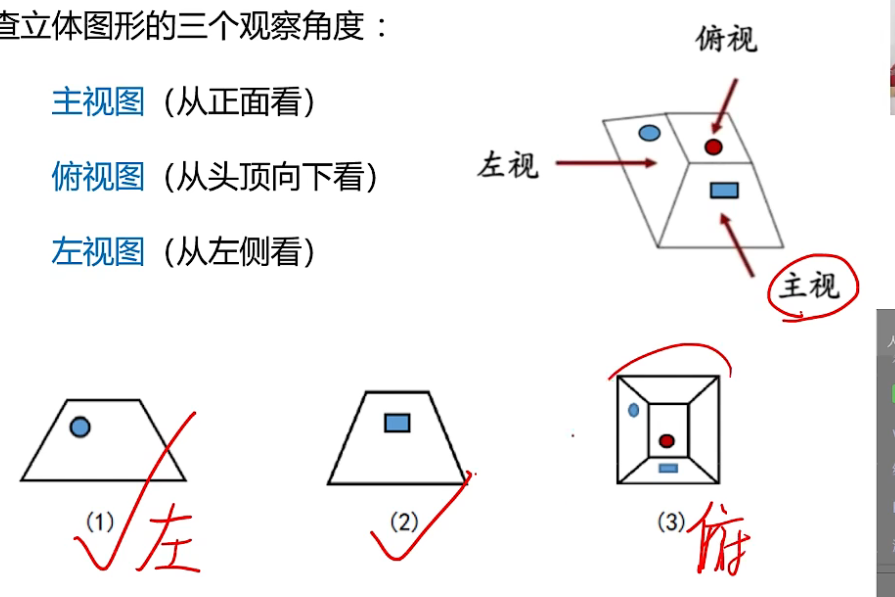 查立体图形的三个观察角度：
俯视
主视图（从正面看）
俯视图（从头顶向下看）
左视
左视图（从左侧看）
主视
（1）左
（2）
（3）俯